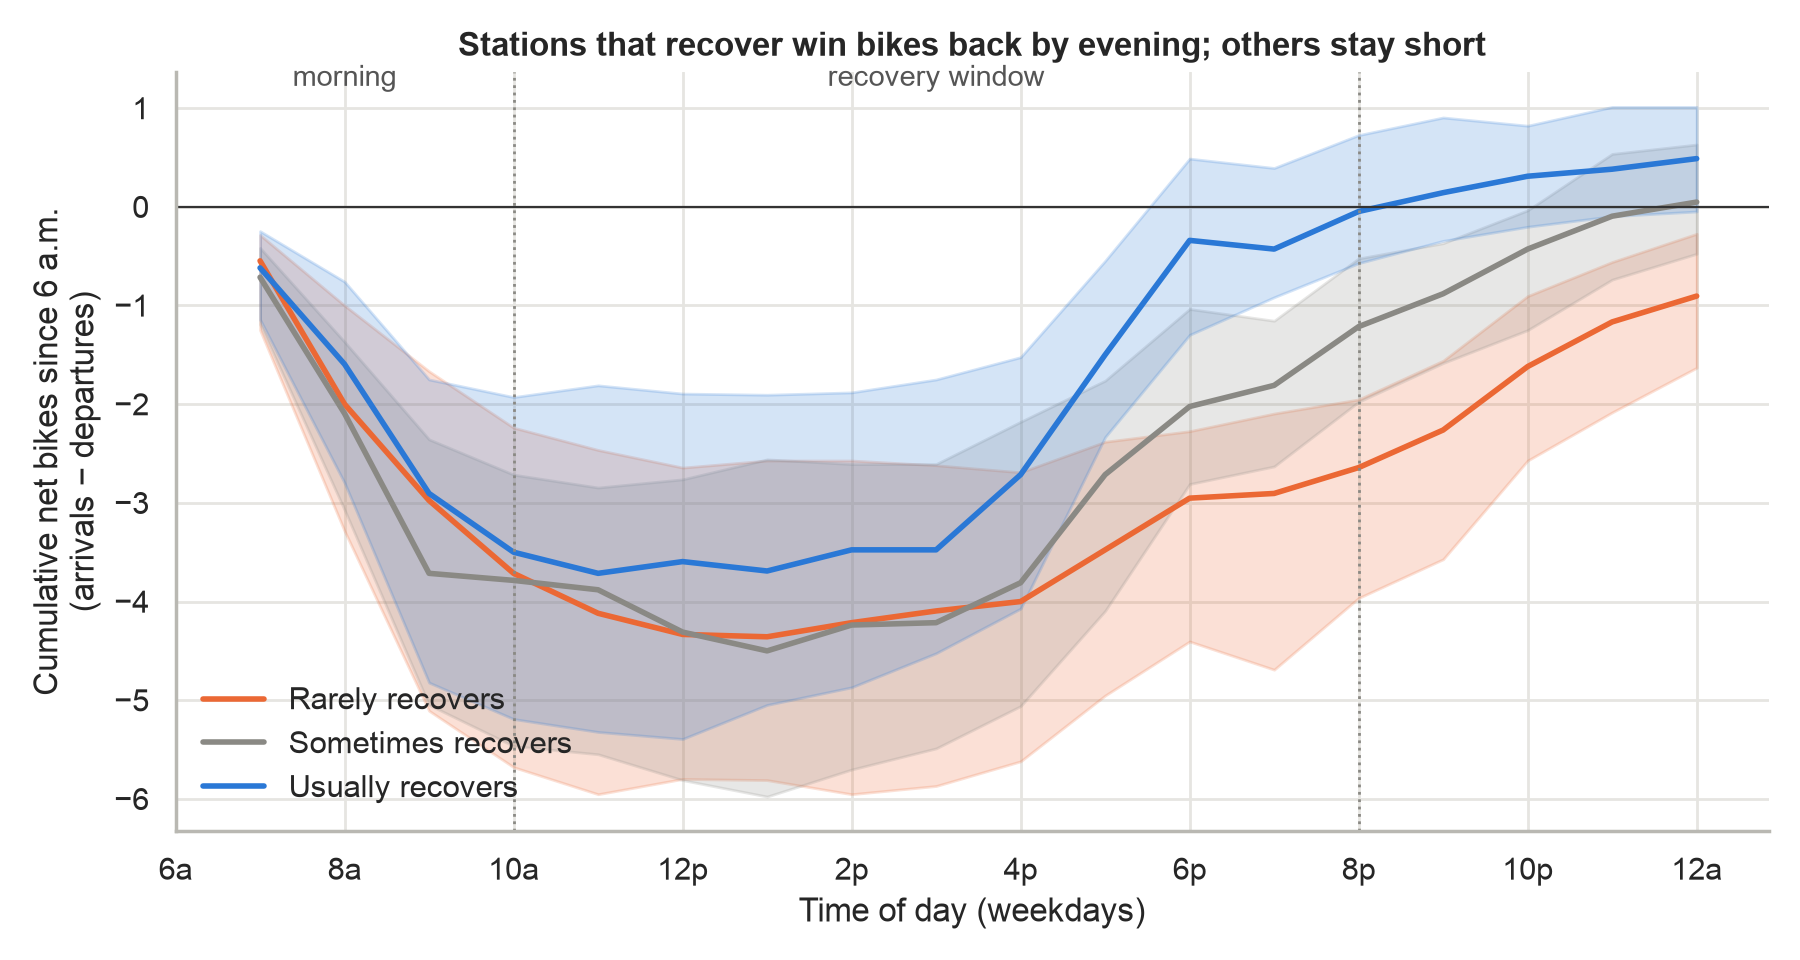 Stations that recover win bikes back by evening; others stay short
morning
recovery window
1
0
−1
−2
−3
−4
−5
−6
Cumulative net bikes since 6 a.m.
(arrivals − departures)
Rarely recovers
Sometimes recovers
Usually recovers
6a 8a 10a 12p 2p 4p 6p 8p 10p 12a
Time of day (weekdays)